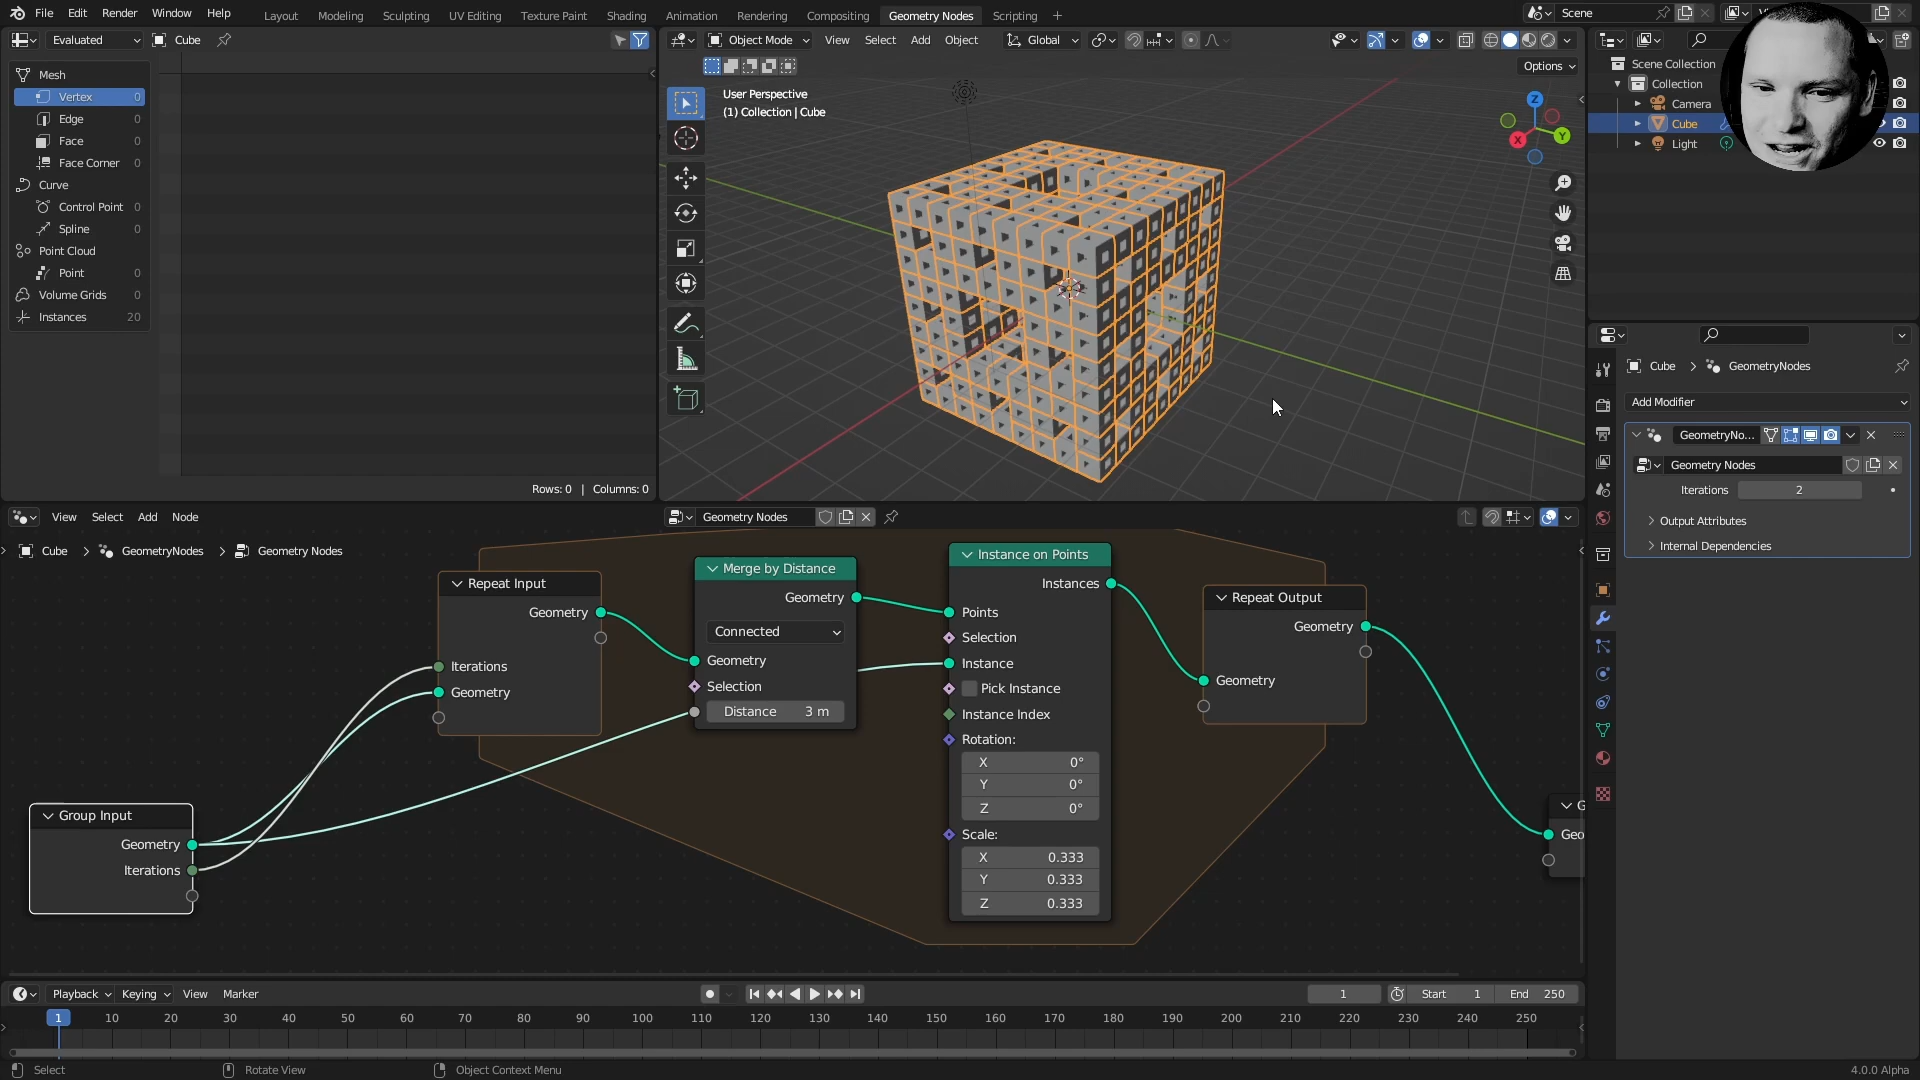 File Edit Render Window Help Layout Modeling Sculpting UV Editing Texture Paint Shading Animation Rendering Compositing Geometry Nodes Scripting + Scene
Evaluated Cube
Object Mode View Select Add Object Global
Options
Mesh
Vertex 0
Edge 0
Face 0
Face Corner 0
Curve
Control Point 0
Spline 0
Point Cloud
Point 0
Volume Grids 0
Instances 20
Rows: 0 | Columns: 0
User Perspective
(1) Collection | Cube
Z
X
Y
Scene Collection
Collection
Camera
Cube
Light
Cube > GeometryNodes
Add Modifier
GeometryNo...
Geometry Nodes
Iterations 2
Output Attributes
Internal Dependencies
View Select Add Node Geometry Nodes
Cube > GeometryNodes > Geometry Nodes
Group Input
Geometry
Iterations
Repeat Input
Geometry
Iterations
Geometry
Merge by Distance
Geometry
Connected
Geometry
Selection
Distance 3 m
Instance on Points
Instances
Points
Selection
Instance
Pick Instance
Instance Index
Rotation:
X 0°
Y 0°
Z 0°
Scale:
X 0.333
Y 0.333
Z 0.333
Repeat Output
Geometry
Geometry
G
Geo
Playback Keying View Marker 1 Start 1 End 250
1 10 20 30 40 50 60 70 80 90 100 110 120 130 140 150 160 170 180 190 200 210 220 230 240 250
Select Rotate View Object Context Menu 4.0.0 Alpha